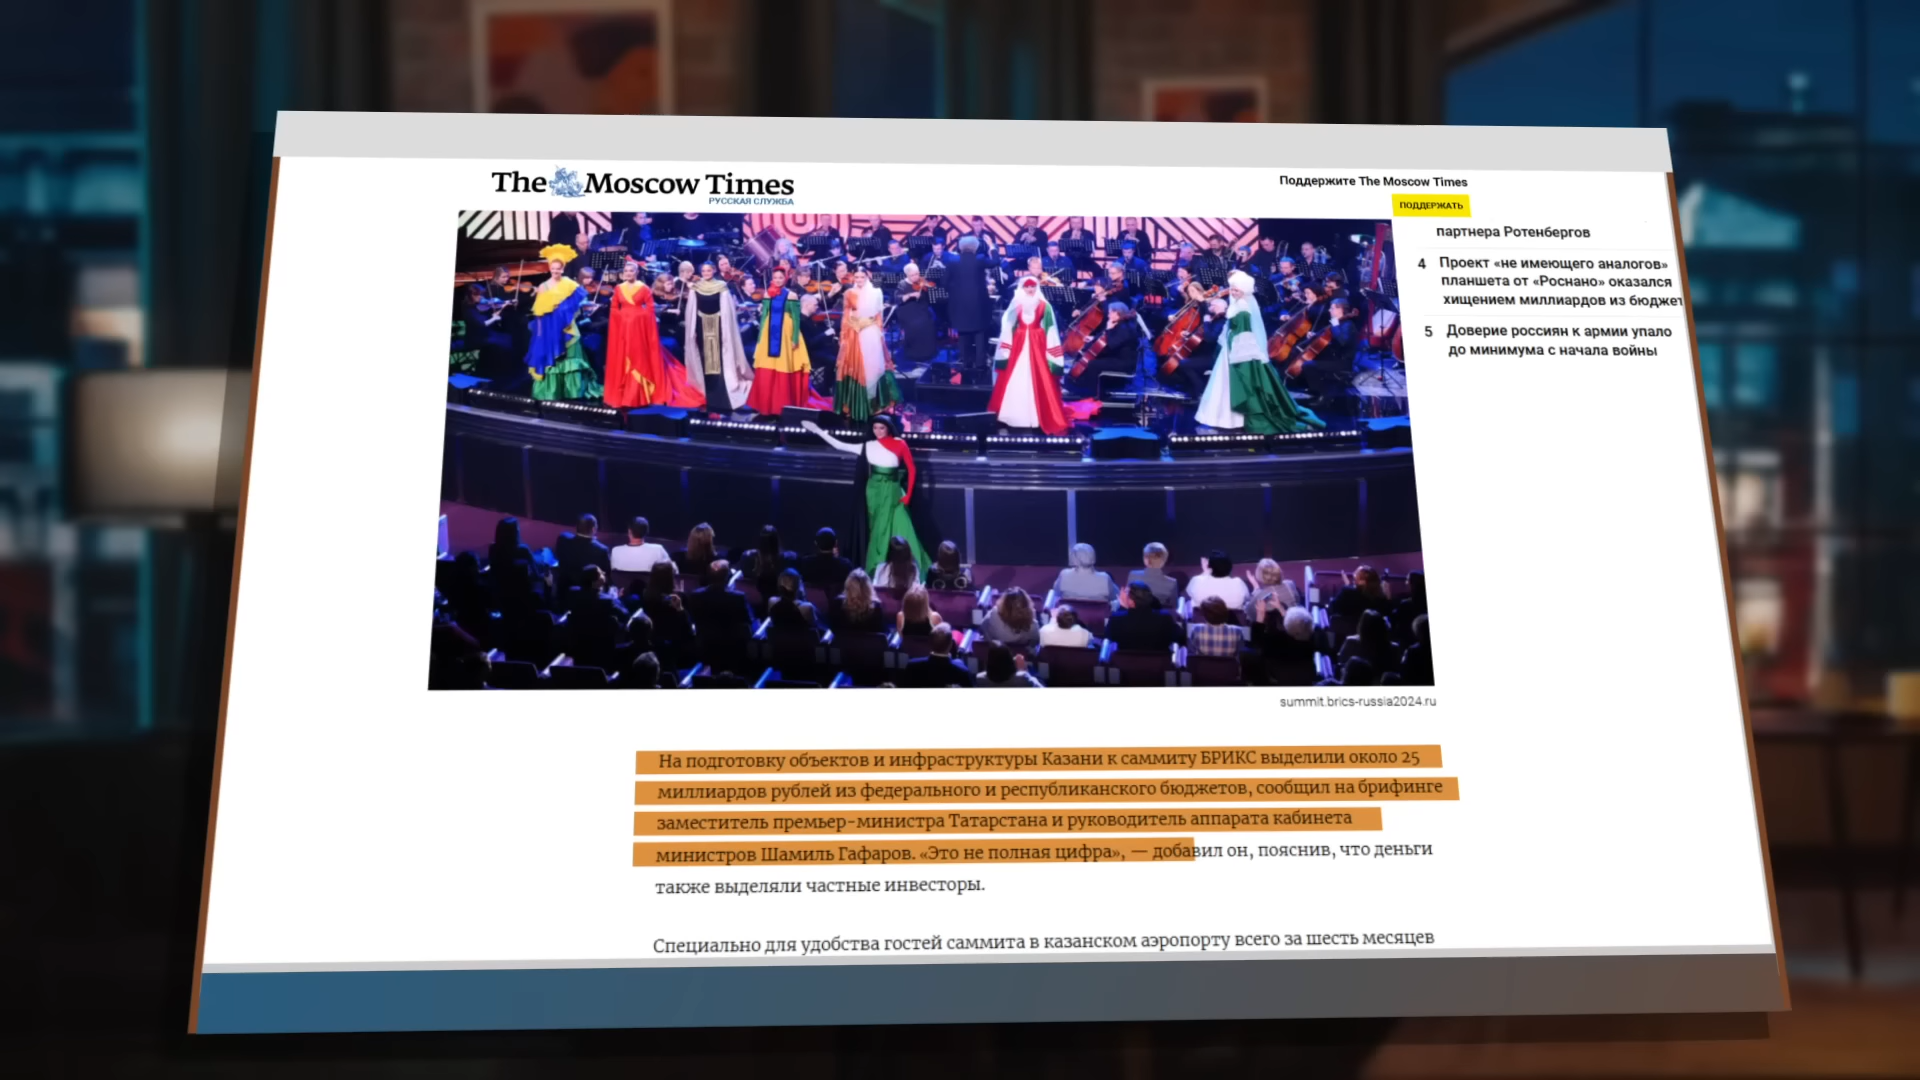 The Moscow Times
РУССКАЯ СЛУЖБА
Поддержите The Moscow Times
ПОДДЕРЖАТЬ
партнера Ротенбергов
4 Проект «не имеющего аналогов»
планшета от «Роснано» оказался
хищением миллиардов из бюджет
5 Доверие россиян к армии упало
до минимума с начала войны
summit.brics-russia2024.ru
На подготовку объектов и инфраструктуры Казани к саммиту БРИКС выделили около 25
миллиардов рублей из федерального и республиканского бюджетов, сообщил на брифинге
заместитель премьер-министра Татарстана и руководитель аппарата кабинета
министров Шамиль Гафаров. «Это не полная цифра», — добавил он, пояснив, что деньги
также выделяли частные инвесторы.
Специально для удобства гостей саммита в казанском аэропорту всего за шесть месяцев